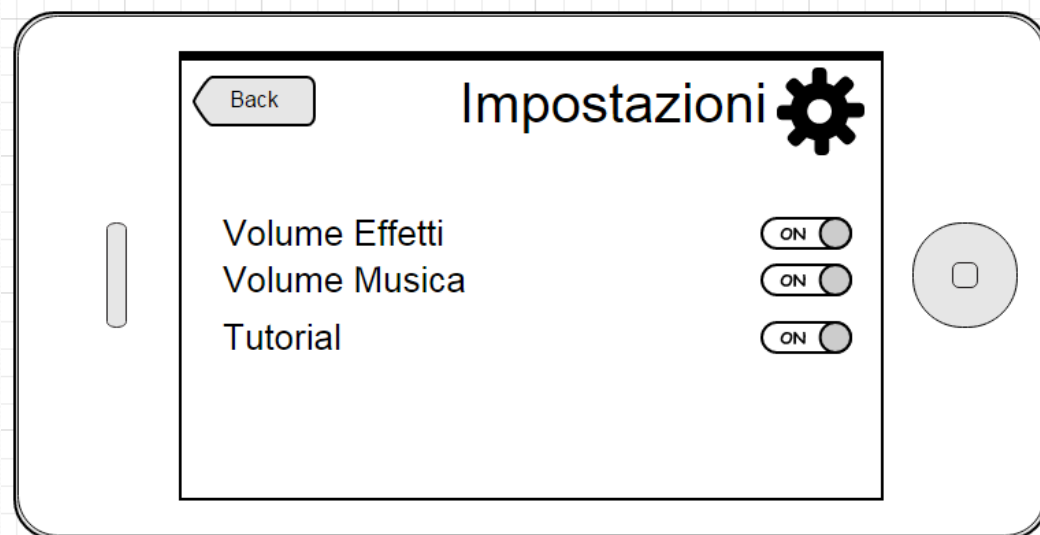 Back
Impostazioni
Volume Effetti ON
Volume Musica ON
Tutorial ON